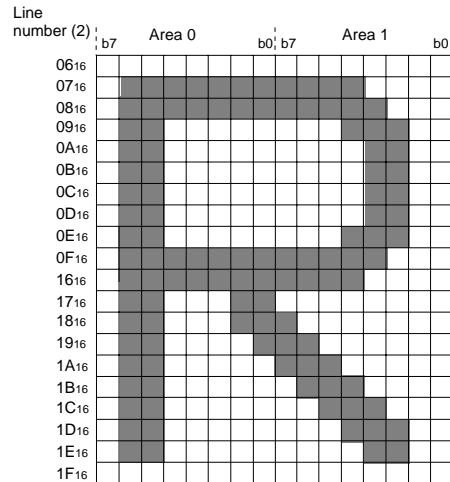 Line
number (2)
b7 Area 0 b0 b7 Area 1 b0
06₁₆
07₁₆
08₁₆
09₁₆
0A₁₆
0B₁₆
0C₁₆
0D₁₆
0E₁₆
0F₁₆
16₁₆
17₁₆
18₁₆
19₁₆
1A₁₆
1B₁₆
1C₁₆
1D₁₆
1E₁₆
1F₁₆